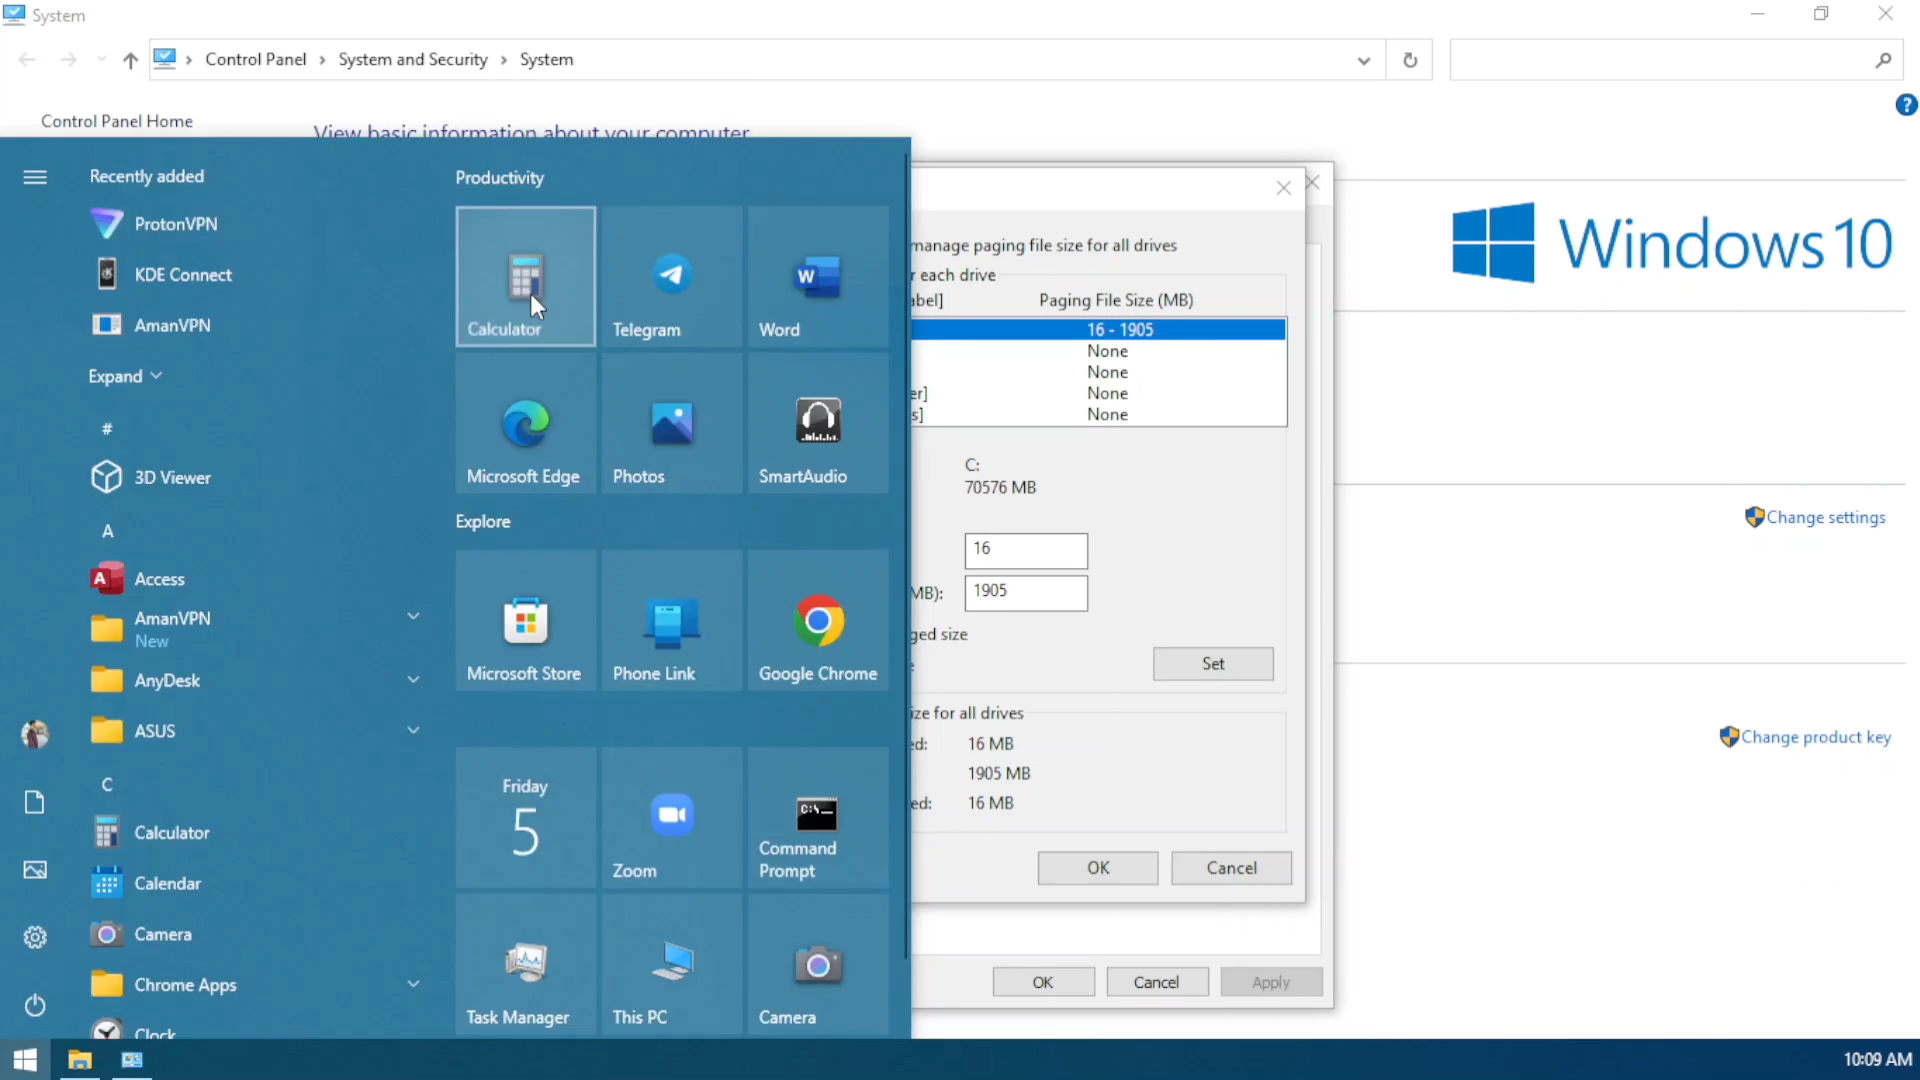 System
Control Panel › System and Security › System
Control Panel Home
View basic information about your computer
Recently added
ProtonVPN
KDE Connect
AmanVPN
Expand
#
3D Viewer
A
Access
AmanVPN
New
AnyDesk
ASUS
C
Calculator
Calendar
Camera
Chrome Apps
Clock
Productivity
Calculator
Telegram
Word
Microsoft Edge
Photos
SmartAudio
Explore
Microsoft Store
Phone Link
Google Chrome
Friday
5
Zoom
Command
Prompt
Task Manager
This PC
Camera
manage paging file size for all drives
r each drive
abel] Paging File Size (MB)
16 - 1905
None
None
er] None
s] None
C:
70576 MB
16
MB): 1905
ged size
Set
ize for all drives
ed: 16 MB
1905 MB
ed: 16 MB
OK Cancel
OK Cancel Apply
?
Windows 10
Change settings
Change product key
10:09 AM